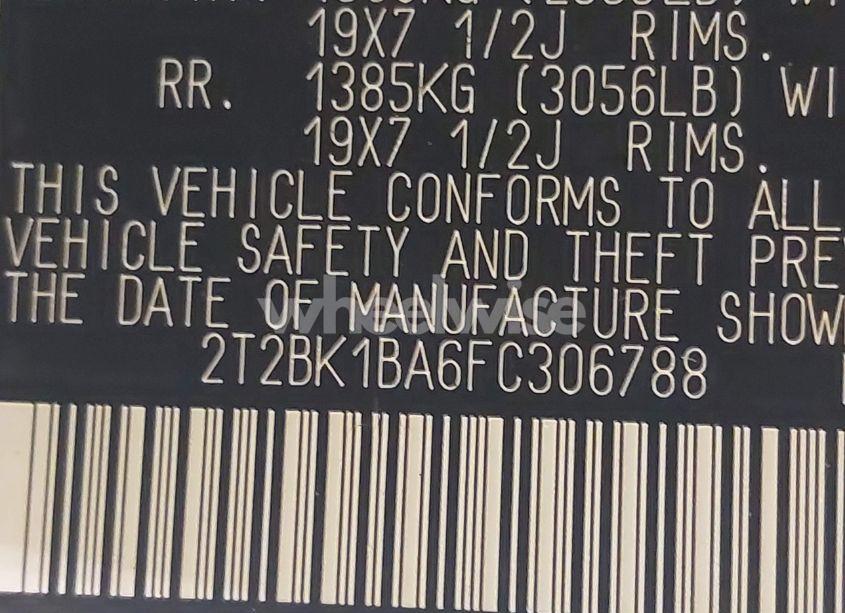 19X7 1/2J RIMS.
RR. 1385KG (3056LB) WI
19X7 1/2J RIMS.
THIS VEHICLE CONFORMS TO ALL
VEHICLE SAFETY AND THEFT PRE
THE DATE OF MANUFACTURE SHOW
wheelwise
2T2BK1BA6FC306788